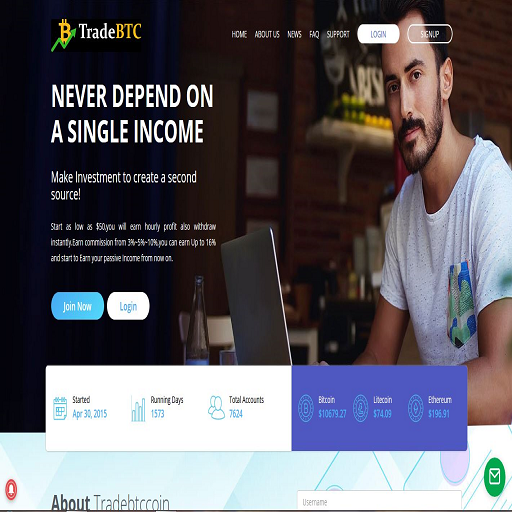 TradeBTC
HOME ABOUT US NEWS FAQ SUPPORT LOGIN SIGNUP
NEVER DEPEND ON
A SINGLE INCOME
Make Investment to create a second
source!
Start as low as $50,you will earn hourly profit also withdraw
instantly.Earn commission from 3%~5%~10%.you can earn Up to 16%
and start to Earn your passive income from now on.
Join Now Login
Started
Apr 30, 2015
Running Days
1573
Total Accounts
7624
Bitcoin
$10679.27
Litecoin
$74.09
Ethereum
$196.91
About Tradebtccoin
Username